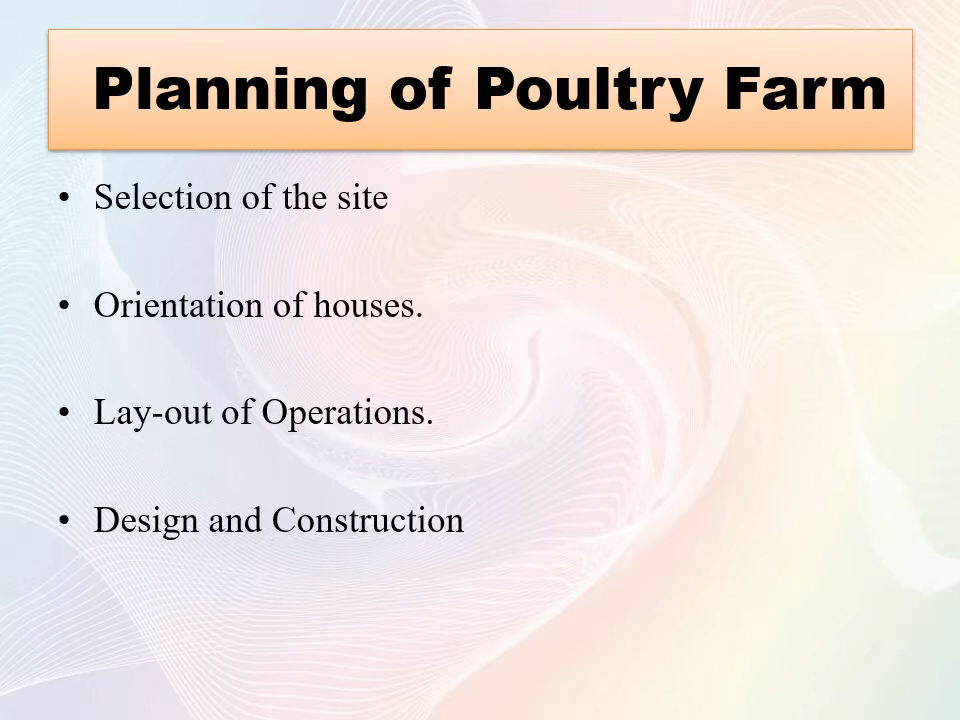 Planning of Poultry Farm
• Selection of the site
• Orientation of houses.
• Lay-out of Operations.
• Design and Construction